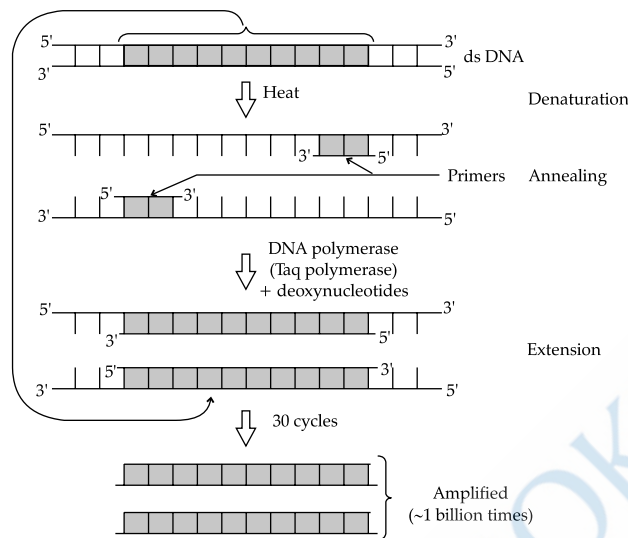 5' 3'
ds DNA
3' 5'
Heat
Denaturation
5' 3'
3' 5'
Primers Annealing
5' 3'
3' 5'
DNA polymerase
(Taq polymerase)
+ deoxynucleotides
5' 3'
3' 5'
Extension
5' 3'
3' 5'
30 cycles
Amplified
(~1 billion times)
OK